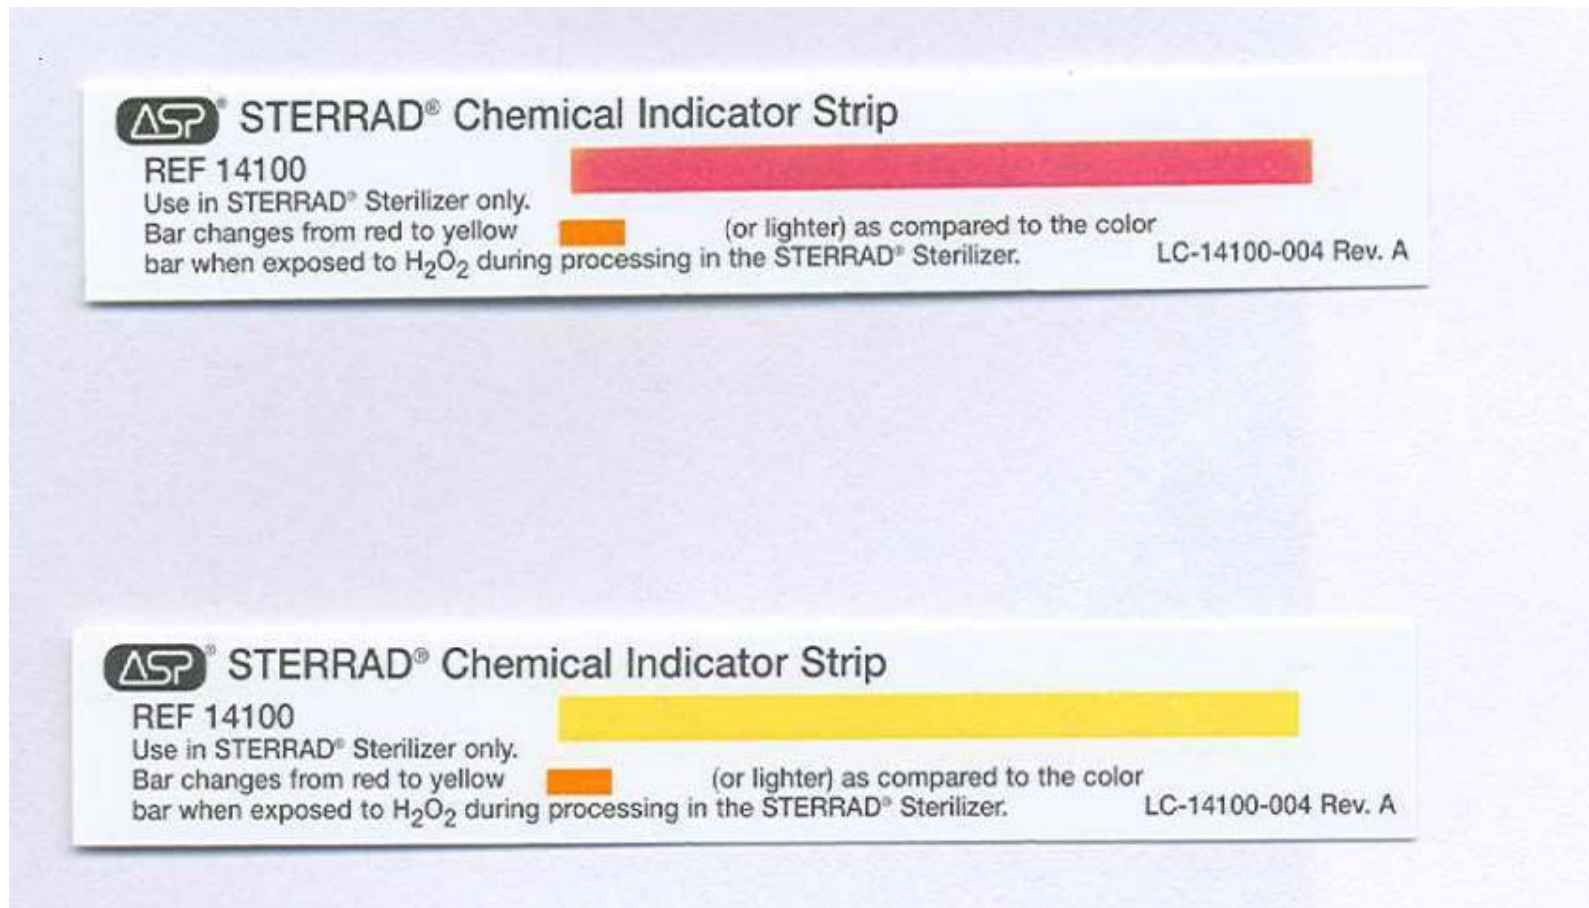 ASP® STERRAD® Chemical Indicator Strip
REF 14100
Use in STERRAD® Sterilizer only.
Bar changes from red to yellow (or lighter) as compared to the color
bar when exposed to H₂O₂ during processing in the STERRAD® Sterilizer. LC-14100-004 Rev. A
ASP® STERRAD® Chemical Indicator Strip
REF 14100
Use in STERRAD® Sterilizer only.
Bar changes from red to yellow (or lighter) as compared to the color
bar when exposed to H₂O₂ during processing in the STERRAD® Sterilizer. LC-14100-004 Rev. A